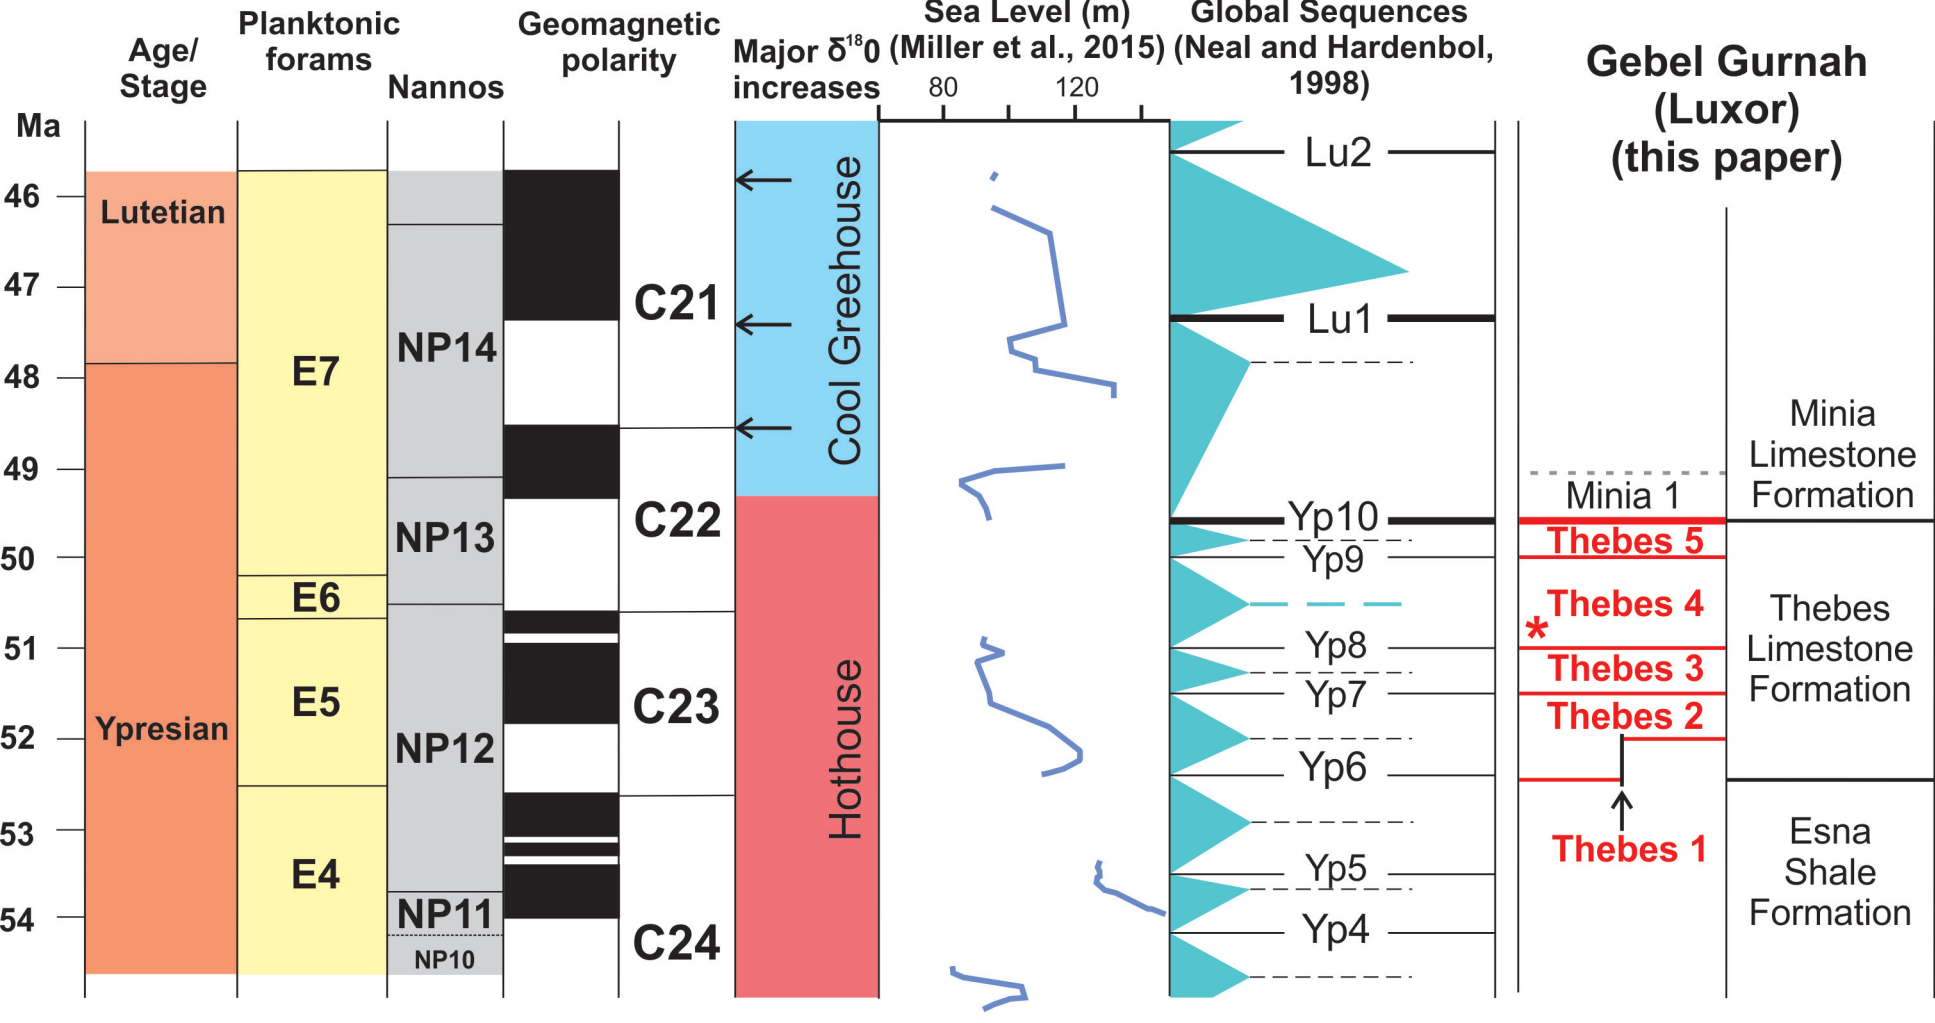 Age/
Stage
Planktonic
forams
Nannos
Geomagnetic
polarity
Major δ¹⁸0
increases
Sea Level (m)
(Miller et al., 2015)
80 120
Global Sequences
(Neal and Hardenbol,
1998)
Gebel Gurnah
(Luxor)
(this paper)
Ma
46
47
48
49
50
51
52
53
54
Lutetian
Ypresian
E7
E6
E5
E4
NP14
NP13
NP12
NP11
NP10
C21
C22
C23
C24
Cool Greenhouse
Hothouse
Lu2
Lu1
Yp10
Yp9
Yp8
Yp7
Yp6
Yp5
Yp4
Minia 1
Thebes 5
Thebes 4
*
Thebes 3
Thebes 2
Thebes 1
Minia
Limestone
Formation
Thebes
Limestone
Formation
Esna
Shale
Formation